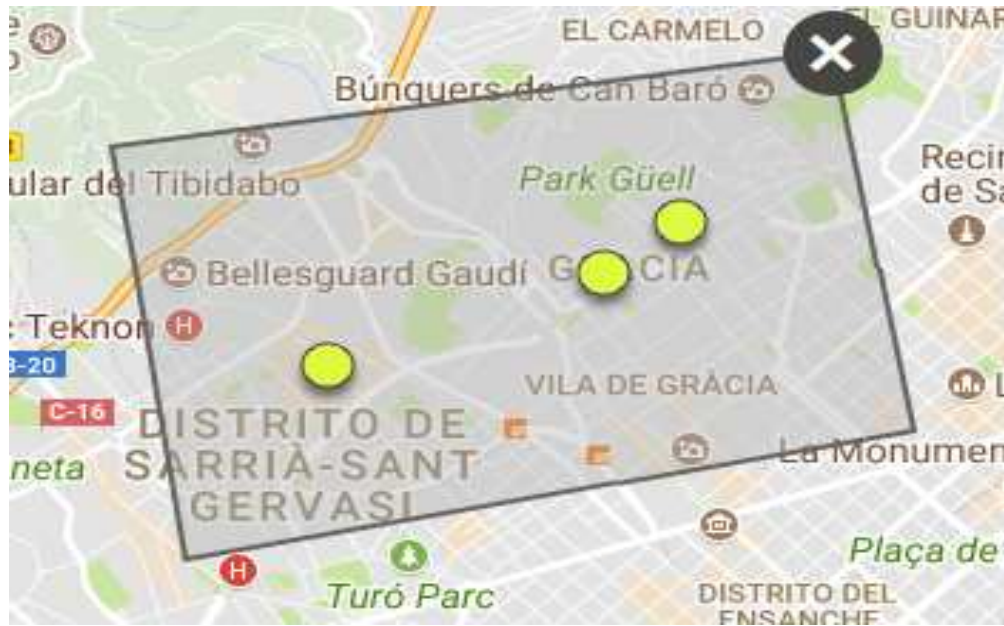 EL CARMELO
EL GUINAR
Búnquers de Can Baró
ular del Tibidabo
Park Güell
Recin
de Sa
Bellesguard Gaudí
G CIA
Teknon H
B-20
VILA DE GRÀCIA
C-16
DISTRITO DE
SARRIÀ-SANT
GERVASI
neta
La Monumen
H
Plaça de
Turó Parc
DISTRITO DEL
ENSANCHE